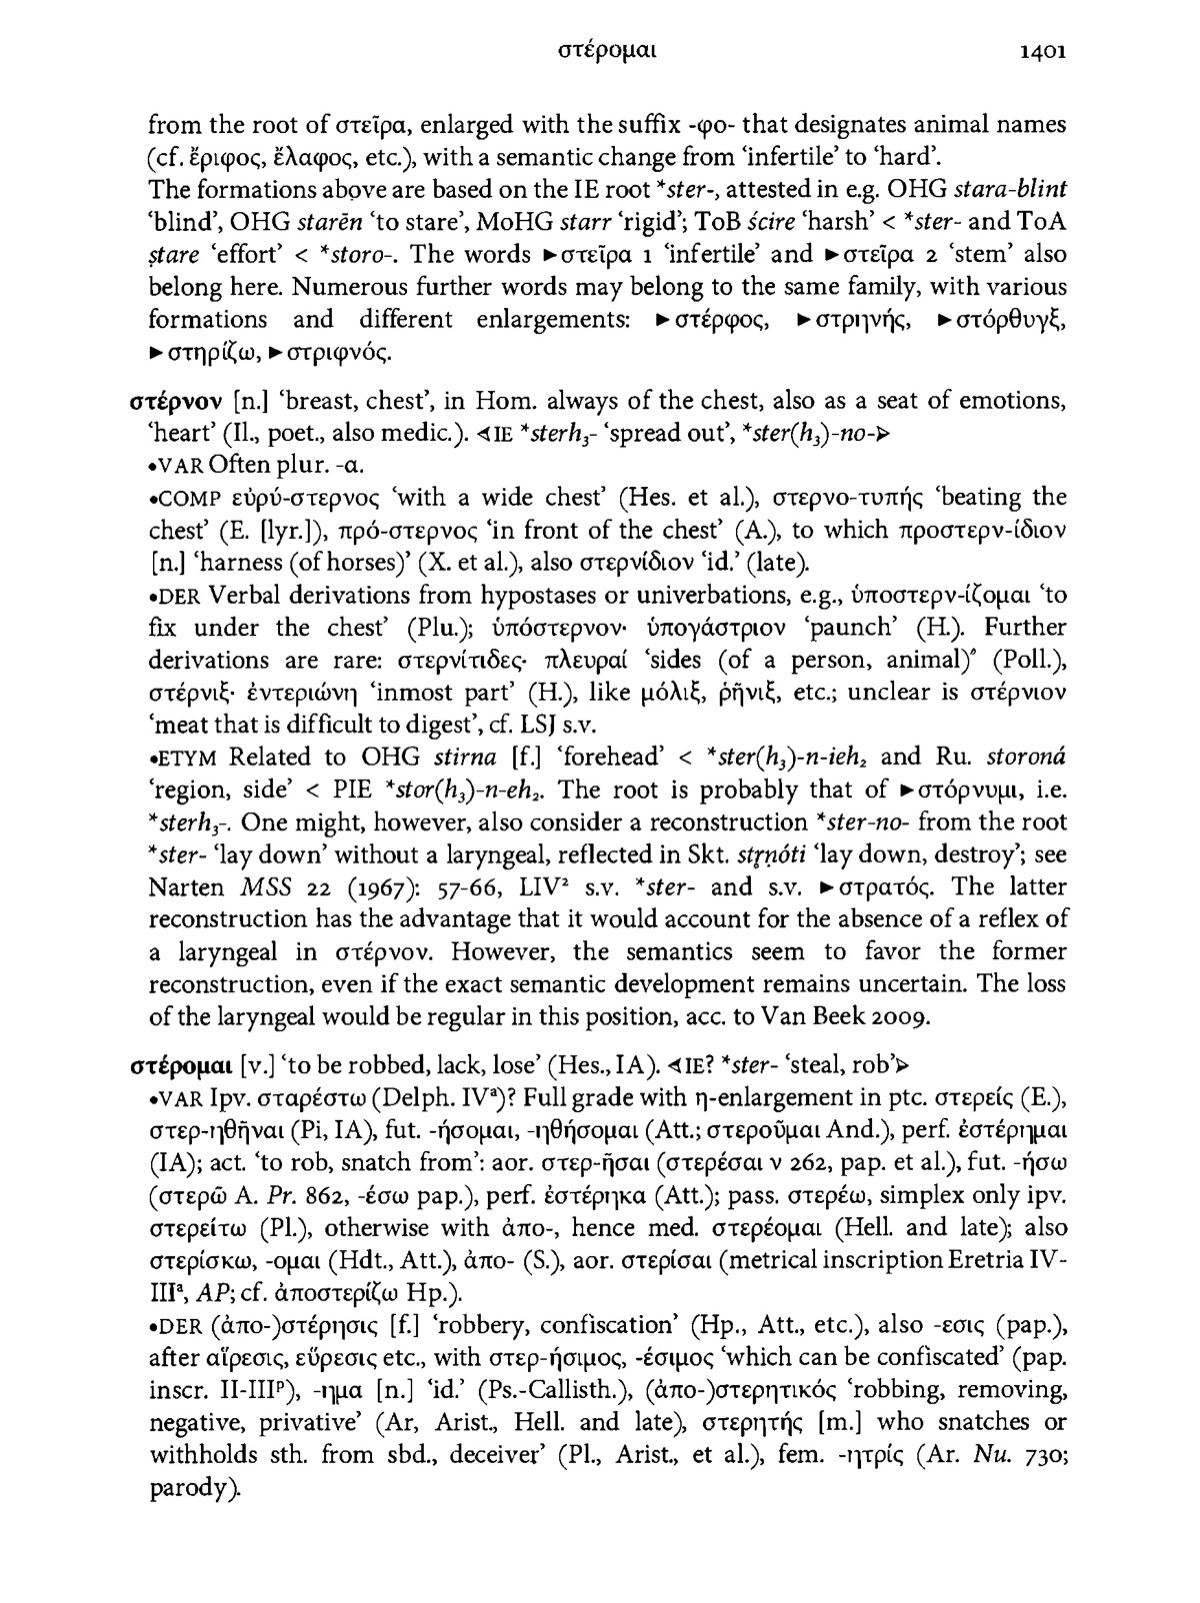 στέρομαι 1401
from the root of στεῖρα, enlarged with the suffix -φο- that designates animal names
(cf. ἔριφος, ἔλαφος, etc.), with a semantic change from ‘infertile’ to ‘hard’.
The formations above are based on the IE root *ster-, attested in e.g. OHG stara-blint
‘blind’, OHG starēn ‘to stare’, MoHG starr ‘rigid’; ToB ścire ‘harsh’ < *ster- and ToA
ṣtare ‘effort’ < *storo-. The words ►στεῖρα 1 ‘infertile’ and ►στεῖρα 2 ‘stem’ also
belong here. Numerous further words may belong to the same family, with various
formations and different enlargements: ►στέρφος, ►στρηνής, ►στόρθυγξ,
►στηρίζω, ►στριφνός.
στέρνον [n.] ‘breast, chest’, in Hom. always of the chest, also as a seat of emotions,
‘heart’ (Il., poet., also medic.). ⋖IE *sterh₃- ‘spread out’, *ster(h₃)-no-⋗
•VAR Often plur. -α.
•COMP εὐρύ-στερνος ‘with a wide chest’ (Hes. et al.), στερνο-τυπής ‘beating the
chest’ (E. [lyr.]), πρό-στερνος ‘in front of the chest’ (A.), to which προστερν-ίδιον
[n.] ‘harness (of horses)’ (X. et al.), also στερνίδιον ‘id.’ (late).
•DER Verbal derivations from hypostases or univerbations, e.g., ὑποστερν-ίζομαι ‘to
fix under the chest’ (Plu.); ὑπόστερνον· ὑπογάστριον ‘paunch’ (H.). Further
derivations are rare: στερνίτιδες· πλευραί ‘sides (of a person, animal)’ (Poll.),
στέρνιξ· ἐντεριώνη ‘inmost part’ (H.), like μόλιξ, ῥῆνιξ, etc.; unclear is στέρνιον
‘meat that is difficult to digest’, cf. LSJ s.v.
•ETYM Related to OHG stirna [f.] ‘forehead’ < *ster(h₃)-n-ieh₂ and Ru. storoná
‘region, side’ < PIE *stor(h₃)-n-eh₂. The root is probably that of ►στόρνυμι, i.e.
*sterh₃-. One might, however, also consider a reconstruction *ster-no- from the root
*ster- ‘lay down’ without a laryngeal, reflected in Skt. stṛṇóti ‘lay down, destroy’; see
Narten MSS 22 (1967): 57-66, LIV² s.v. *ster- and s.v. ►στρατός. The latter
reconstruction has the advantage that it would account for the absence of a reflex of
a laryngeal in στέρνον. However, the semantics seem to favor the former
reconstruction, even if the exact semantic development remains uncertain. The loss
of the laryngeal would be regular in this position, acc. to Van Beek 2009.
στέρομαι [v.] ‘to be robbed, lack, lose’ (Hes., IA). ⋖IE? *ster- ‘steal, rob’⋗
•VAR Ipv. σταρέστω (Delph. IVᵃ)? Full grade with η-enlargement in ptc. στερείς (E.),
στερ-ηθῆναι (Pi, IA), fut. -ήσομαι, -ηθήσομαι (Att.; στεροῦμαι And.), perf. ἐστέρημαι
(IA); act. ‘to rob, snatch from’: aor. στερ-ῆσαι (στερέσαι ν 262, pap. et al.), fut. -ήσω
(στερῶ A. Pr. 862, -έσω pap.), perf. ἐστέρηκα (Att.); pass. στερέω, simplex only ipv.
στερείτω (Pl.), otherwise with ἀπο-, hence med. στερέομαι (Hell. and late); also
στερίσκω, -ομαι (Hdt., Att.), ἀπο- (S.), aor. στερίσαι (metrical inscription Eretria IV-
IIIᵃ, AP; cf. ἀποστερίζω Hp.).
•DER (ἀπο-)στέρησις [f.] ‘robbery, confiscation’ (Hp., Att., etc.), also -εσις (pap.),
after αἵρεσις, εὕρεσις etc., with στερ-ήσιμος, -έσιμος ‘which can be confiscated’ (pap.
inscr. II-IIIᵖ), -ημα [n.] ‘id.’ (Ps.-Callisth.), (ἀπο-)στερητικός ‘robbing, removing,
negative, privative’ (Ar, Arist., Hell. and late), στερητής [m.] who snatches or
withholds sth. from sbd., deceiver’ (Pl., Arist., et al.), fem. -ητρίς (Ar. Nu. 730;
parody).